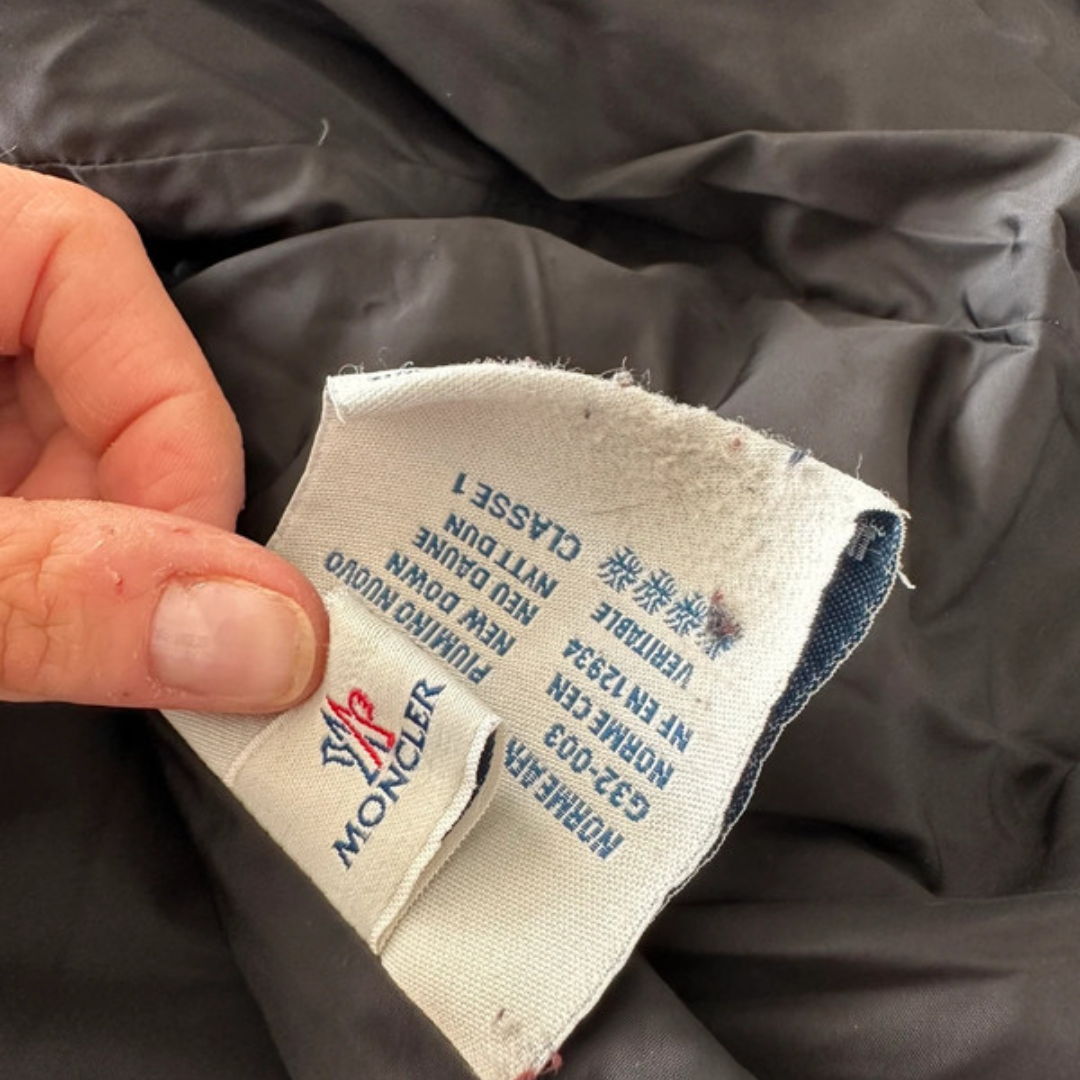 MONCLER
NORME
G32-003
NORME CEN
NF EN 12934
VERITABLE
PIUMINO NUOVO
NEW DOWN
NEU DAUNE
NYTT DUN
CLASSE 1